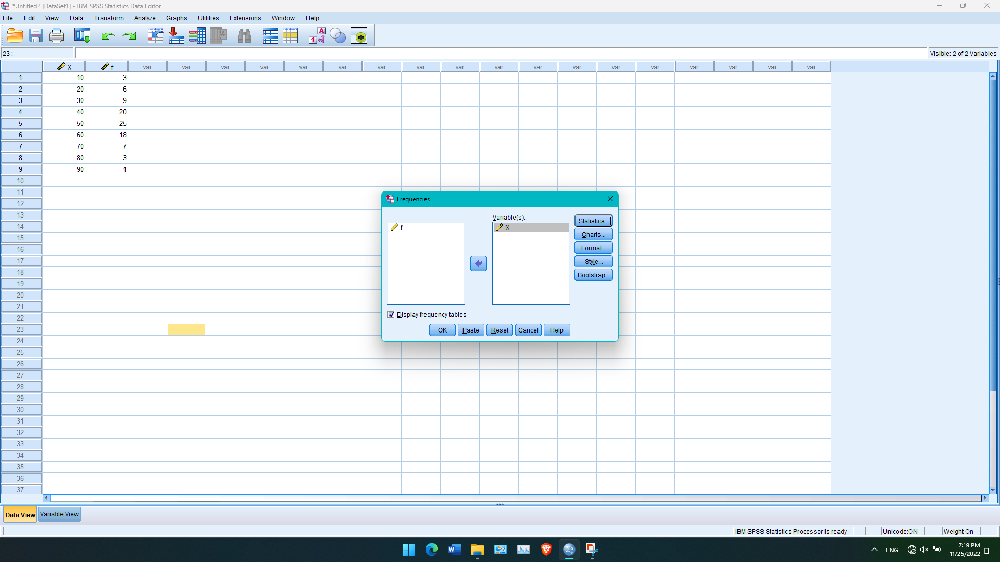 *Untitled2 [DataSet1] - IBM SPSS Statistics Data Editor
File Edit View Data Transform Analyze Graphs Utilities Extensions Window Help
23 :
Visible: 2 of 2 Variables
X f var var var var var var var var var var var var var var var var var var
1 10 3
2 20 6
3 30 9
4 40 20
5 50 25
6 60 18
7 70 7
8 80 3
9 90 1
10
11
12
13
14
15
16
17
18
19
20
21
22
23
24
25
26
27
28
29
30
31
32
33
34
35
36
37
Frequencies
Variable(s):
f
X
Statistics...
Charts...
Format...
Style...
Bootstrap...
Display frequency tables
OK Paste Reset Cancel Help
Data View Variable View
IBM SPSS Statistics Processor is ready Unicode:ON Weight On
ENG
7:19 PM
11/25/2022